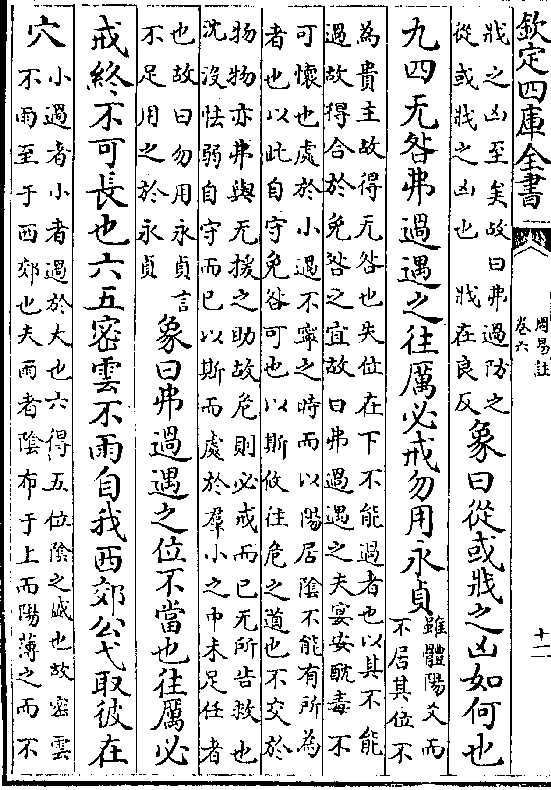 欽定四庫全書
周易註
卷六
十一
戕之凶至矣故曰弗過防之
從或戕之凶也 戕在良反
象曰從或戕之凶如何也
九四无咎弗過遇之往厲必戒勿用永貞
雖體陽爻而
不居其位不
為貴主故得无咎也失位在下不能過者也以其不能
過故得合於免咎之宜故曰弗過遇之夫宴安酖毒不
可懷也處於小過不寧之時而以陽居陰不能有所為
者也以此自守免咎可也以斯攸往危之道也不交於
物物亦弗與无援之助故危則必戒而已无所告救也
沈沒怯弱自守而已以斯而處於羣小之中未足任者
也故曰勿用永貞言
不足用之於永貞
象曰弗過遇之位不當也往厲必
戒終不可長也六五密雲不雨自我西郊公弋取彼在
穴
小過者小者過於大也六得五位陰之盛也故密雲
不雨至于西郊也夫雨者陰布于上而陽薄之而不